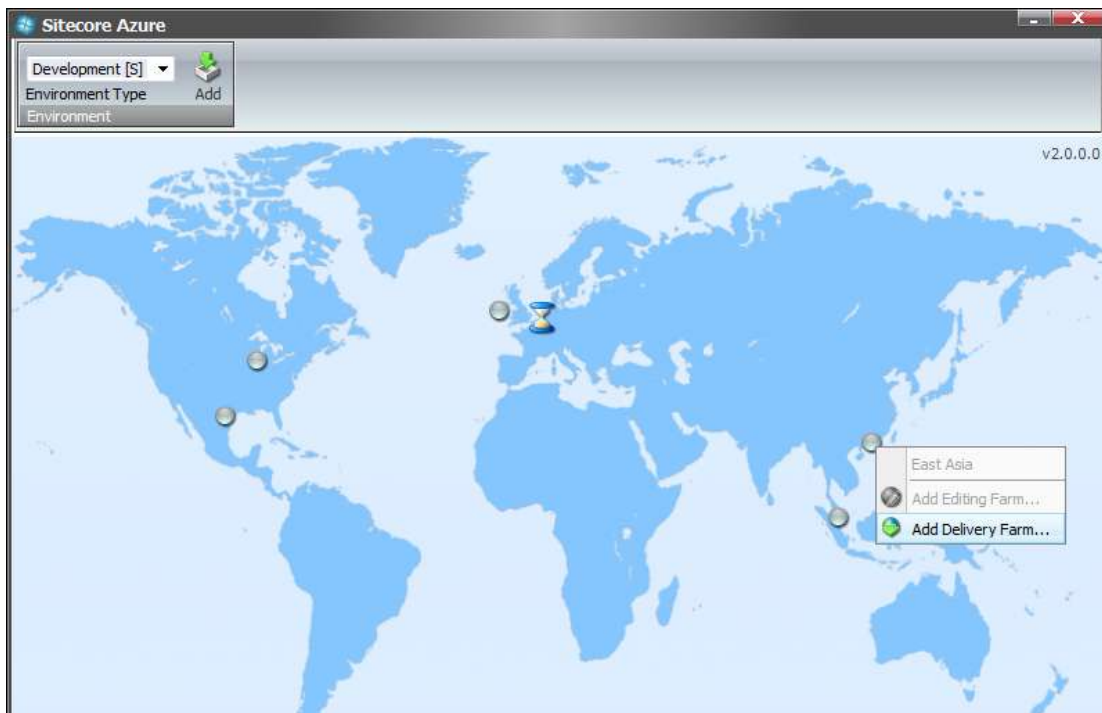 Sitecore Azure
Development [S]
Environment Type Add
Environment
v2.0.0.0
East Asia
Add Editing Farm...
Add Delivery Farm...